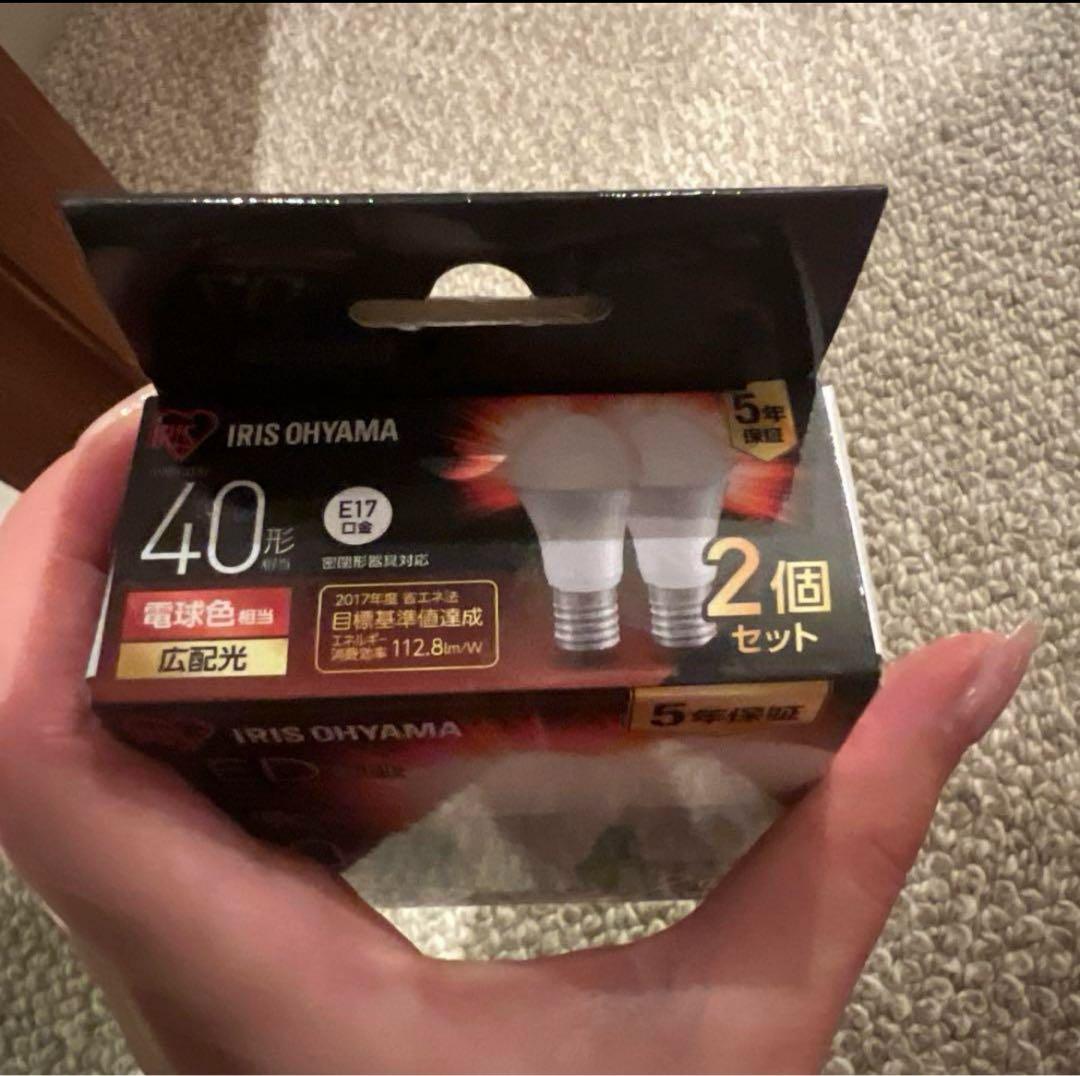 IRIS
IRIS OHYAMA
5年
保証
40形
相当
E17
口金
密閉形器具対応
電球色相当
広配光
2017年度 省エネ法
目標基準値達成
エネルギー
消費効率 112.8lm/W
2個
セット
IRIS OHYAMA
5年保証